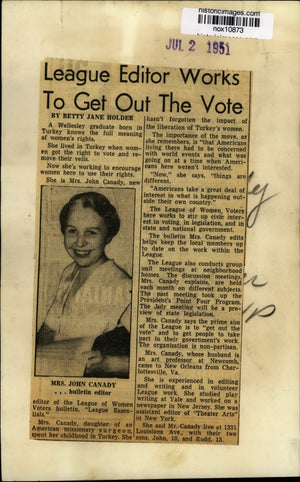 historicimages.com
nox10873
JUL 2 1951
League Editor Works
To Get Out The Vote
BY BETTY JANE HOLDER
A Wellesley graduate born in
Turkey knows the full meaning
of women's rights.
She lived in Turkey when wom-
en got the right to vote and re-
move their veils.
Now she's working to encourage
women here to use their rights.
She is Mrs. John Canady, new
MRS. JOHN CANADY
. . . bulletin editor
editor of the League of Women
Voters bulletin, "League Essen-
tials."
Mrs. Canady, daughter of an
American missionary surgeon,
spent her childhood in Turkey. She
hasn't forgotten the impact of
the liberation of Turkey's women.
The importance of the move, as
she remembers, is "that Americans
living there had to be concerned
with world events and what was
going on at a time when Ameri-
cans here weren't interested.
"Now," she says, "things are
different.
"Americans take a great deal of
interest in what is happening out-
side their own country."
The League of Women Voters
here works to stir up civic inter-
est in voting, in legislation, and in
state and national government.
The bulletin Mrs. Canady edits
helps keep the local members up
to date on the work within the
League.
The League also conducts group
unit meetings at neighborhood
homes. The discussion meetings,
Mrs. Canady explains, are held
each month on different subjects.
The past meeting took up the
President's Point Four Program.
The July meeting will be a pre-
view of state legislation.
Mrs. Canady says the prime aim
of the League is to "get out the
vote" and to get people to take
part in their government's work.
The organization is non-partisan.
Mrs. Canady, whose husband is
an art professor at Newcomb,
came to New Orleans from Char-
lottesville, Va.
She is experienced in editing
and writing and in volunteer
League work. She studied play
writing at Yale and worked on a
newspaper in New Jersey. She was
assistant editor of "Theater Arts"
in New York.
She and Mr. Canady live at 1331
Louisiana Ave., with their two
sons, John, 10, and Rudd, 13.